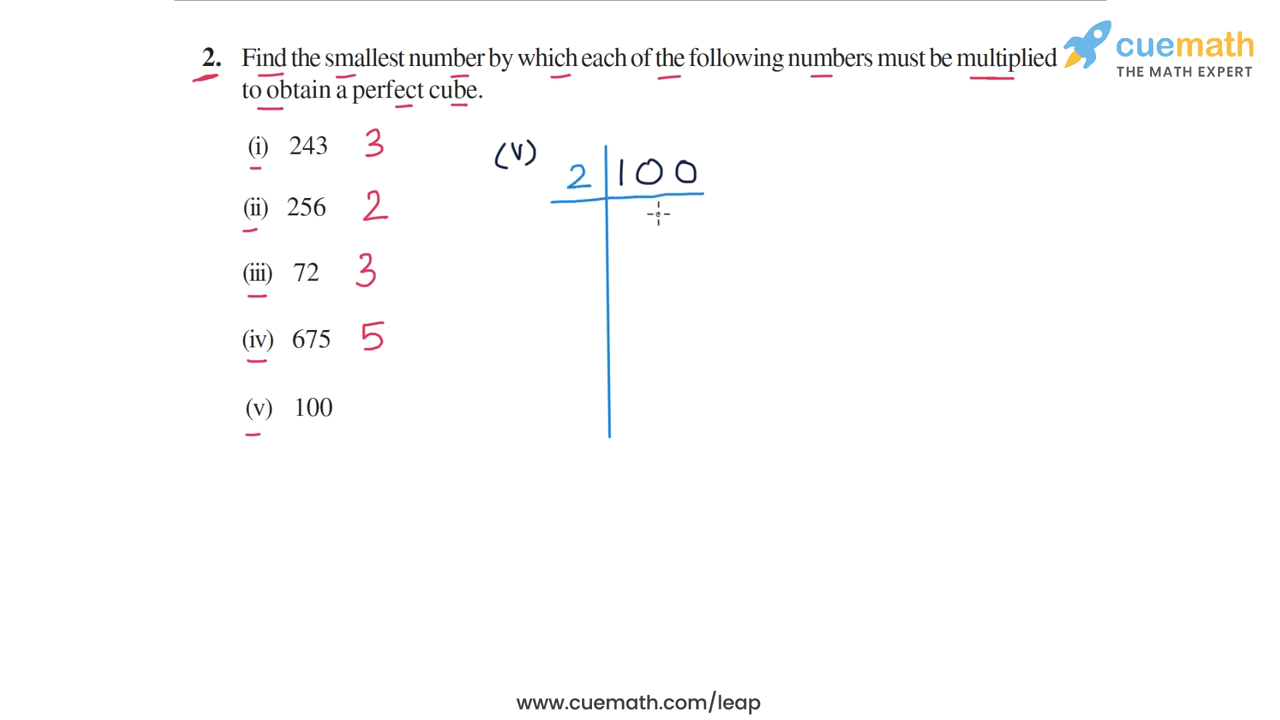 cuemath
THE MATH EXPERT
2. Find the smallest number by which each of the following numbers must be multiplied
to obtain a perfect cube.
(i) 243 3
(ii) 256 2
(iii) 72 3
(iv) 675 5
(v) 100
(V)
2 100
www.cuemath.com/leap